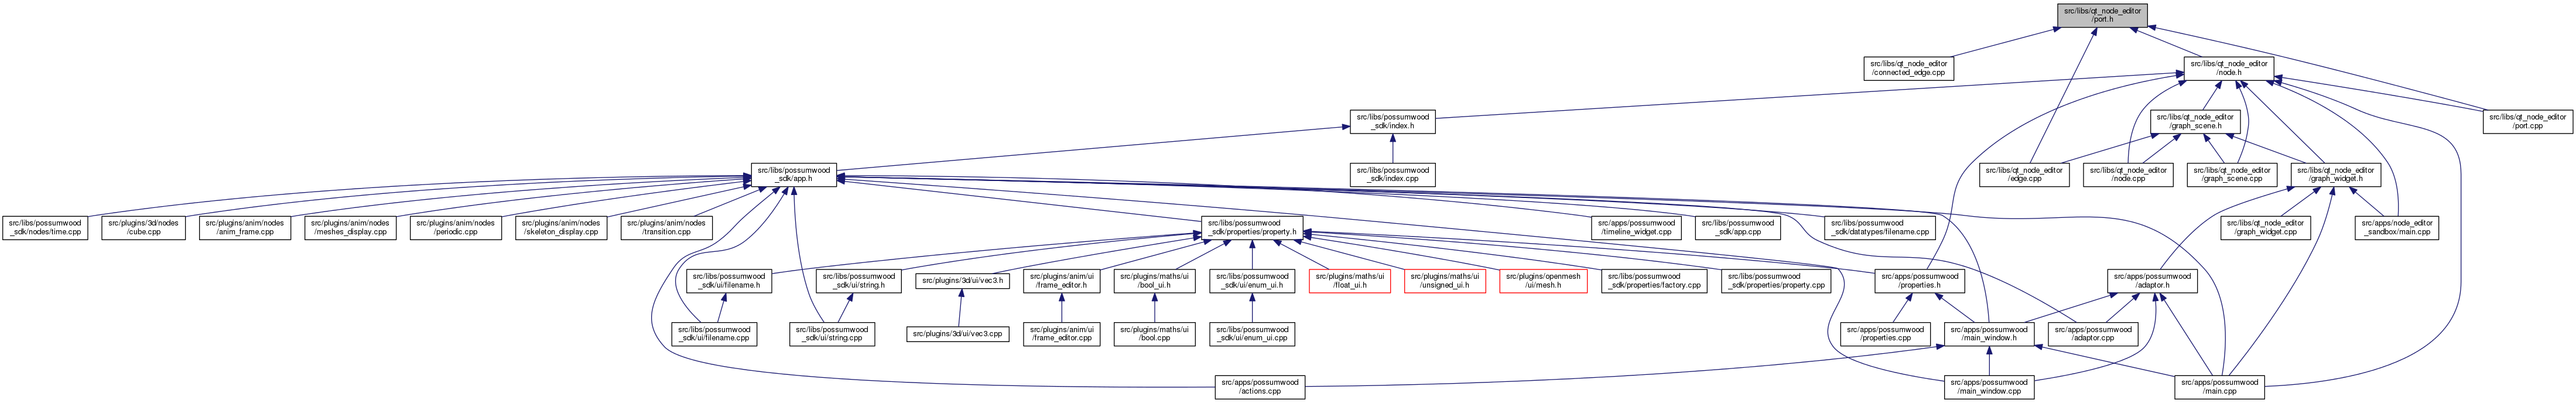 src/libs/qt_node_editor
/port.h
src/libs/qt_node_editor
/connected_edge.cpp
src/libs/qt_node_editor
/node.h
src/libs/possumwood
_sdk/index.h
src/libs/qt_node_editor
/graph_scene.h
src/libs/qt_node_editor
/port.cpp
src/libs/possumwood
_sdk/app.h
src/libs/possumwood
_sdk/index.cpp
src/libs/qt_node_editor
/edge.cpp
src/libs/qt_node_editor
/node.cpp
src/libs/qt_node_editor
/graph_scene.cpp
src/libs/qt_node_editor
/graph_widget.h
src/libs/possumwood
_sdk/nodes/time.cpp
src/plugins/3d/nodes
/cube.cpp
src/plugins/anim/nodes
/anim_frame.cpp
src/plugins/anim/nodes
/meshes_display.cpp
src/plugins/anim/nodes
/periodic.cpp
src/plugins/anim/nodes
/skeleton_display.cpp
src/plugins/anim/nodes
/transition.cpp
src/libs/possumwood
_sdk/properties/property.h
src/apps/possumwood
/timeline_widget.cpp
src/libs/possumwood
_sdk/app.cpp
src/libs/possumwood
_sdk/datatypes/filename.cpp
src/libs/qt_node_editor
/graph_widget.cpp
src/apps/node_editor
_sandbox/main.cpp
src/libs/possumwood
_sdk/ui/filename.h
src/libs/possumwood
_sdk/ui/string.h
src/plugins/3d/ui/vec3.h
src/plugins/anim/ui
/frame_editor.h
src/plugins/maths/ui
/bool_ui.h
src/libs/possumwood
_sdk/ui/enum_ui.h
src/plugins/maths/ui
/float_ui.h
src/plugins/maths/ui
/unsigned_ui.h
src/plugins/openmesh
/ui/mesh.h
src/libs/possumwood
_sdk/properties/factory.cpp
src/libs/possumwood
_sdk/properties/property.cpp
src/apps/possumwood
/properties.h
src/apps/possumwood
/adaptor.h
src/libs/possumwood
_sdk/ui/filename.cpp
src/libs/possumwood
_sdk/ui/string.cpp
src/plugins/3d/ui/vec3.cpp
src/plugins/anim/ui
/frame_editor.cpp
src/plugins/maths/ui
/bool.cpp
src/libs/possumwood
_sdk/ui/enum_ui.cpp
src/apps/possumwood
/properties.cpp
src/apps/possumwood
/main_window.h
src/apps/possumwood
/adaptor.cpp
src/apps/possumwood
/actions.cpp
src/apps/possumwood
/main_window.cpp
src/apps/possumwood
/main.cpp